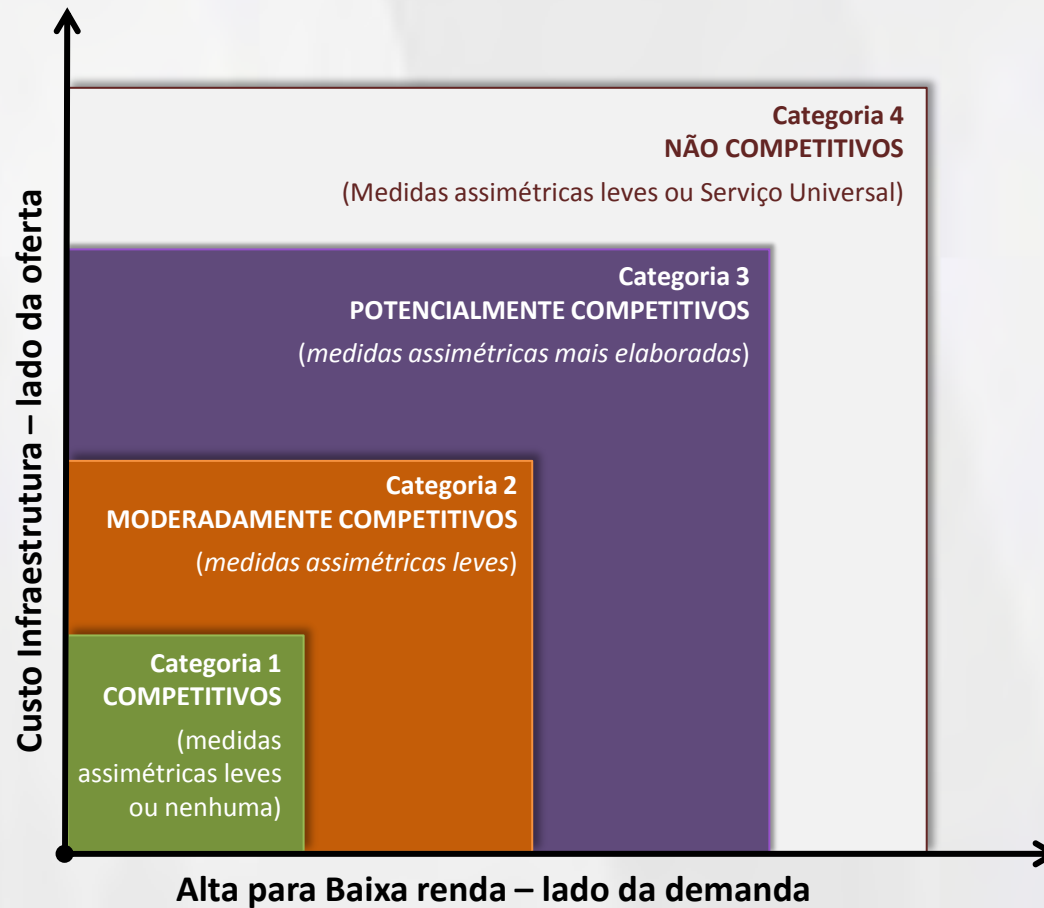 Categoria 4
NÃO COMPETITIVOS
(Medidas assimétricas leves ou Serviço Universal)
Categoria 3
POTENCIALMENTE COMPETITIVOS
(medidas assimétricas mais elaboradas)
Categoria 2
MODERADAMENTE COMPETITIVOS
(medidas assimétricas leves)
Categoria 1
COMPETITIVOS
(medidas
assimétricas leves
ou nenhuma)
Custo Infraestrutura – lado da oferta
Alta para Baixa renda – lado da demanda